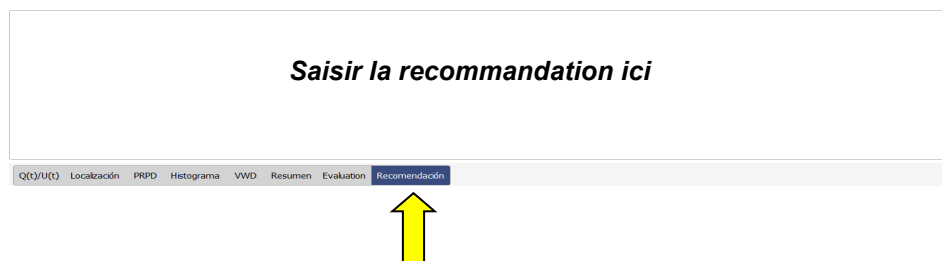 Saisir la recommandation ici
Q(t)/U(t) Localización PRPD Histograma VWD Resumen Evaluation Recomendación